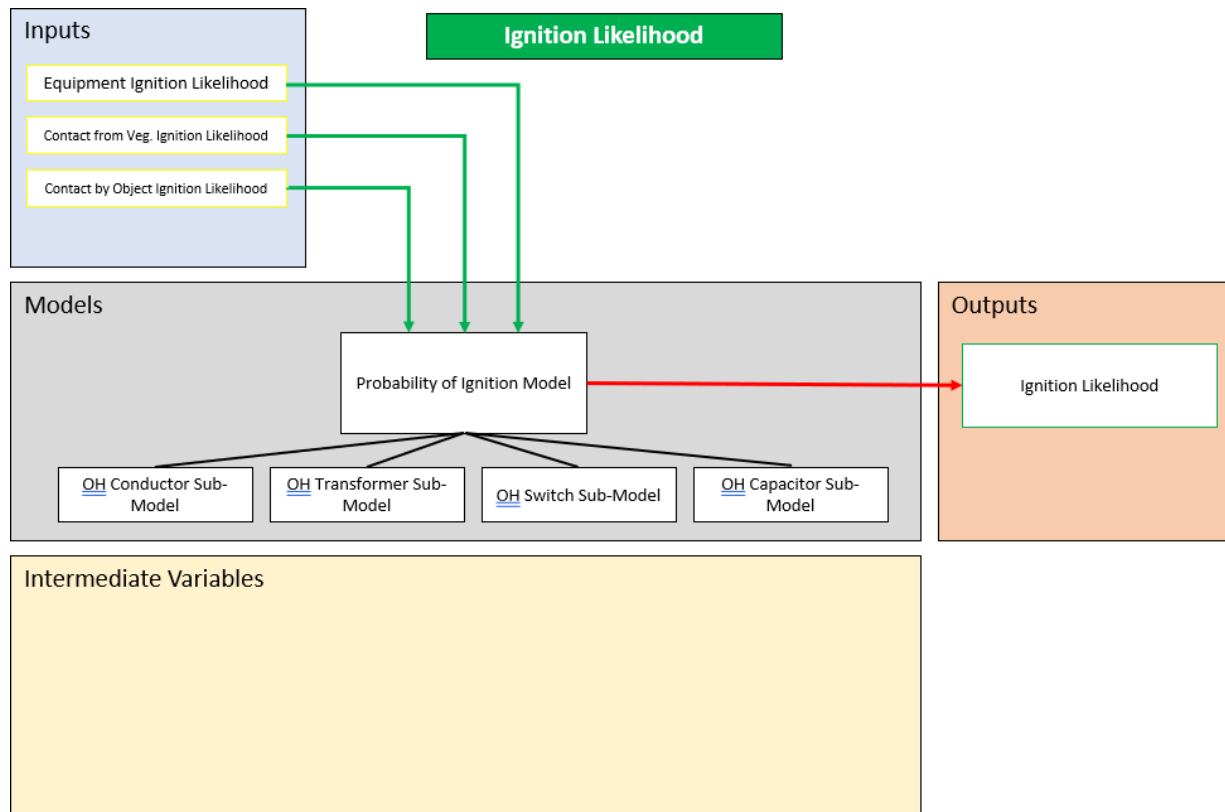 Inputs
Ignition Likelihood
Equipment Ignition Likelihood
Contact from Veg. Ignition Likelihood
Contact by Object Ignition Likelihood
Models
Probability of Ignition Model
OH Conductor Sub-
Model
OH Transformer Sub-
Model
OH Switch Sub-Model
OH Capacitor Sub-
Model
Outputs
Ignition Likelihood
Intermediate Variables